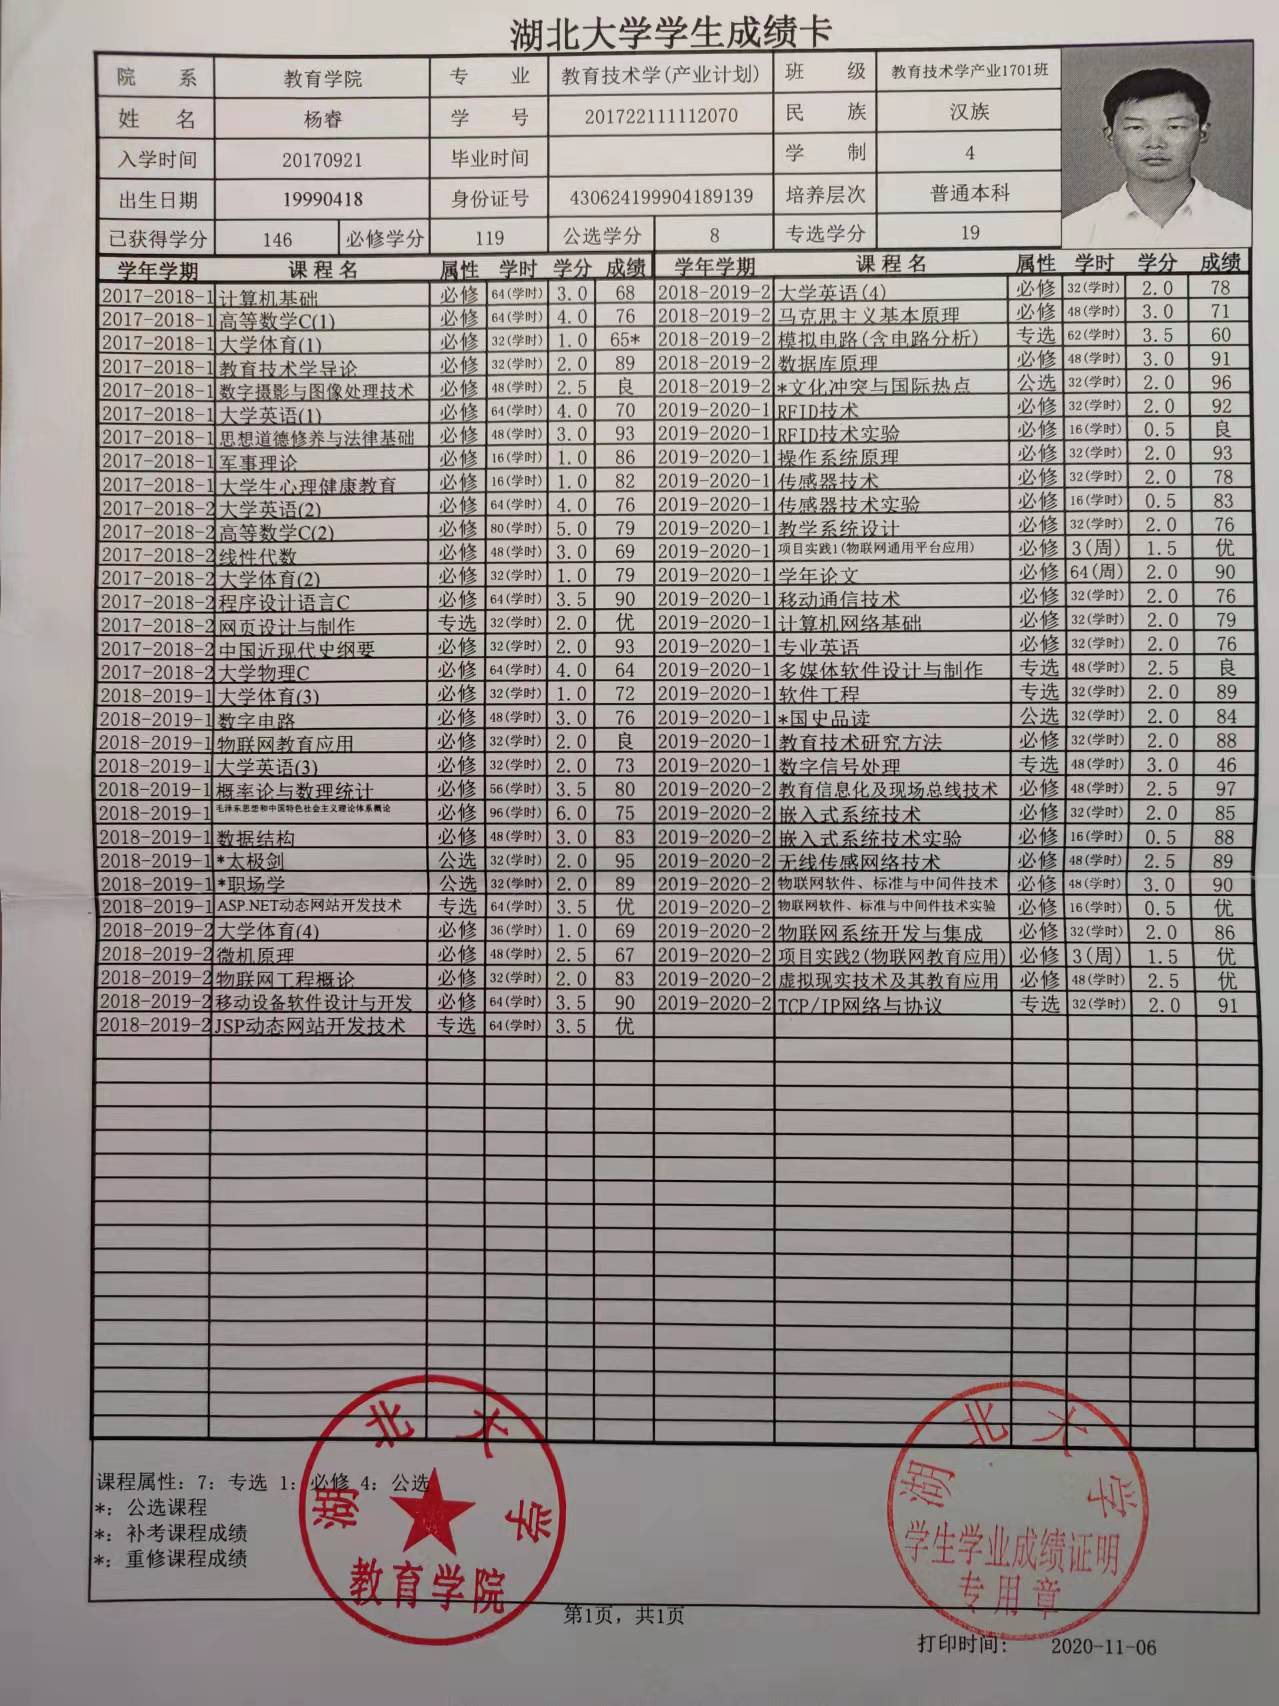 湖北大学学生成绩卡
院 系 教育学院 专 业 教育技术学(产业计划) 班 级 教育技术学产业1701班
姓 名 杨睿 学 号 201722111112070 民 族 汉族
入学时间 20170921 毕业时间 学 制 4
出生日期 19990418 身份证号 430624199904189139 培养层次 普通本科
已获得学分 146 必修学分 119 公选学分 8 专选学分 19
学年学期 课程名 属性 学时 学分 成绩 学年学期 课程名 属性 学时 学分 成绩
2017-2018-1 计算机基础 必修 64(学时) 3.0 68 2018-2019-2 大学英语(4) 必修 32(学时) 2.0 78
2017-2018-1 高等数学C(1) 必修 64(学时) 4.0 76 2018-2019-2 马克思主义基本原理 必修 48(学时) 3.0 71
2017-2018-1 大学体育(1) 必修 32(学时) 1.0 65* 2018-2019-2 模拟电路(含电路分析) 专选 62(学时) 3.5 60
2017-2018-1 教育技术学导论 必修 32(学时) 2.0 89 2018-2019-2 数据库原理 必修 48(学时) 3.0 91
2017-2018-1 数字摄影与图像处理技术 必修 48(学时) 2.5 良 2018-2019-2 *文化冲突与国际热点 公选 32(学时) 2.0 96
2017-2018-1 大学英语(1) 必修 64(学时) 4.0 70 2019-2020-1 RFID技术 必修 32(学时) 2.0 92
2017-2018-1 思想道德修养与法律基础 必修 48(学时) 3.0 93 2019-2020-1 RFID技术实验 必修 16(学时) 0.5 良
2017-2018-1 军事理论 必修 16(学时) 1.0 86 2019-2020-1 操作系统原理 必修 32(学时) 2.0 93
2017-2018-1 大学生心理健康教育 必修 16(学时) 1.0 82 2019-2020-1 传感器技术 必修 32(学时) 2.0 78
2017-2018-2 大学英语(2) 必修 64(学时) 4.0 76 2019-2020-1 传感器技术实验 必修 16(学时) 0.5 83
2017-2018-2 高等数学C(2) 必修 80(学时) 5.0 79 2019-2020-1 教学系统设计 必修 32(学时) 2.0 76
2017-2018-2 线性代数 必修 48(学时) 3.0 69 2019-2020-1 项目实践1(物联网通用平台应用) 必修 3(周) 1.5 优
2017-2018-2 大学体育(2) 必修 32(学时) 1.0 79 2019-2020-1 学年论文 必修 64(周) 2.0 90
2017-2018-2 程序设计语言C 必修 64(学时) 3.5 90 2019-2020-1 移动通信技术 必修 32(学时) 2.0 76
2017-2018-2 网页设计与制作 专选 32(学时) 2.0 优 2019-2020-1 计算机网络基础 必修 32(学时) 2.0 79
2017-2018-2 中国近现代史纲要 必修 32(学时) 2.0 93 2019-2020-1 专业英语 必修 32(学时) 2.0 76
2017-2018-2 大学物理C 必修 64(学时) 4.0 64 2019-2020-1 多媒体软件设计与制作 专选 48(学时) 2.5 良
2018-2019-1 大学体育(3) 必修 32(学时) 1.0 72 2019-2020-1 软件工程 专选 32(学时) 2.0 89
2018-2019-1 数字电路 必修 48(学时) 3.0 76 2019-2020-1 *国史品读 公选 32(学时) 2.0 84
2018-2019-1 物联网教育应用 必修 32(学时) 2.0 良 2019-2020-1 教育技术研究方法 必修 32(学时) 2.0 88
2018-2019-1 大学英语(3) 必修 32(学时) 2.0 73 2019-2020-1 数字信号处理 专选 48(学时) 3.0 46
2018-2019-1 概率论与数理统计 必修 56(学时) 3.5 80 2019-2020-2 教育信息化及现场总线技术 必修 48(学时) 2.5 97
2018-2019-1 毛泽东思想和中国特色社会主义理论体系概论 必修 96(学时) 6.0 75 2019-2020-2 嵌入式系统技术 必修 32(学时) 2.0 85
2018-2019-1 数据结构 必修 48(学时) 3.0 83 2019-2020-2 嵌入式系统技术实验 必修 16(学时) 0.5 88
2018-2019-1 *太极剑 公选 32(学时) 2.0 95 2019-2020-2 无线传感网络技术 必修 48(学时) 2.5 89
2018-2019-1 *职场学 公选 32(学时) 2.0 89 2019-2020-2 物联网软件、标准与中间件技术 必修 48(学时) 3.0 90
2018-2019-1 ASP.NET动态网站开发技术 专选 64(学时) 3.5 优 2019-2020-2 物联网软件、标准与中间件技术实验 必修 16(学时) 0.5 优
2018-2019-2 大学体育(4) 必修 36(学时) 1.0 69 2019-2020-2 物联网系统开发与集成 必修 32(学时) 2.0 86
2018-2019-2 微机原理 必修 48(学时) 2.5 67 2019-2020-2 项目实践2(物联网教育应用) 必修 3(周) 1.5 优
2018-2019-2 物联网工程概论 必修 32(学时) 2.0 83 2019-2020-2 虚拟现实技术及其教育应用 必修 48(学时) 2.5 优
2018-2019-2 移动设备软件设计与开发 必修 64(学时) 3.5 90 2019-2020-2 TCP/IP网络与协议 专选 32(学时) 2.0 91
2018-2019-2 JSP动态网站开发技术 专选 64(学时) 3.5 优
课程属性: 7: 专选 1: 必修 4: 公选
*: 公选课程
*: 补考课程成绩
*: 重修课程成绩
湖北大学
教育学院
湖北大学
学生学业成绩证明
专用章
第1页, 共1页
打印时间: 2020-11-06